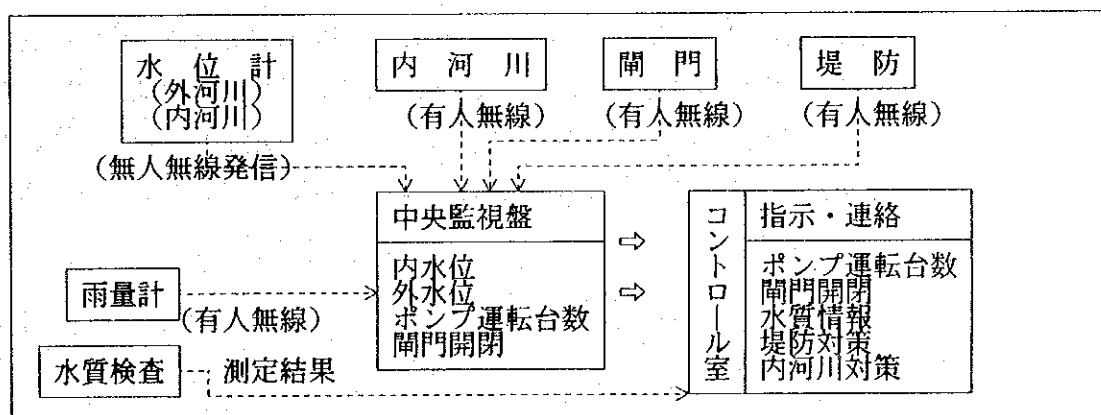 水位計
(外河川)
(内河川)
内河川
閘門
堤防
(有人無線)
(有人無線)
(有人無線)
(無人無線発信)
中央監視盤
内水位
外水位
ポンプ運転台数
閘門開閉
⇨
⇨
コントロール室
指示・連絡
ポンプ運転台数
閘門開閉
水質情報
堤防対策
内河川対策
雨量計
(有人無線)
水質検査
測定結果